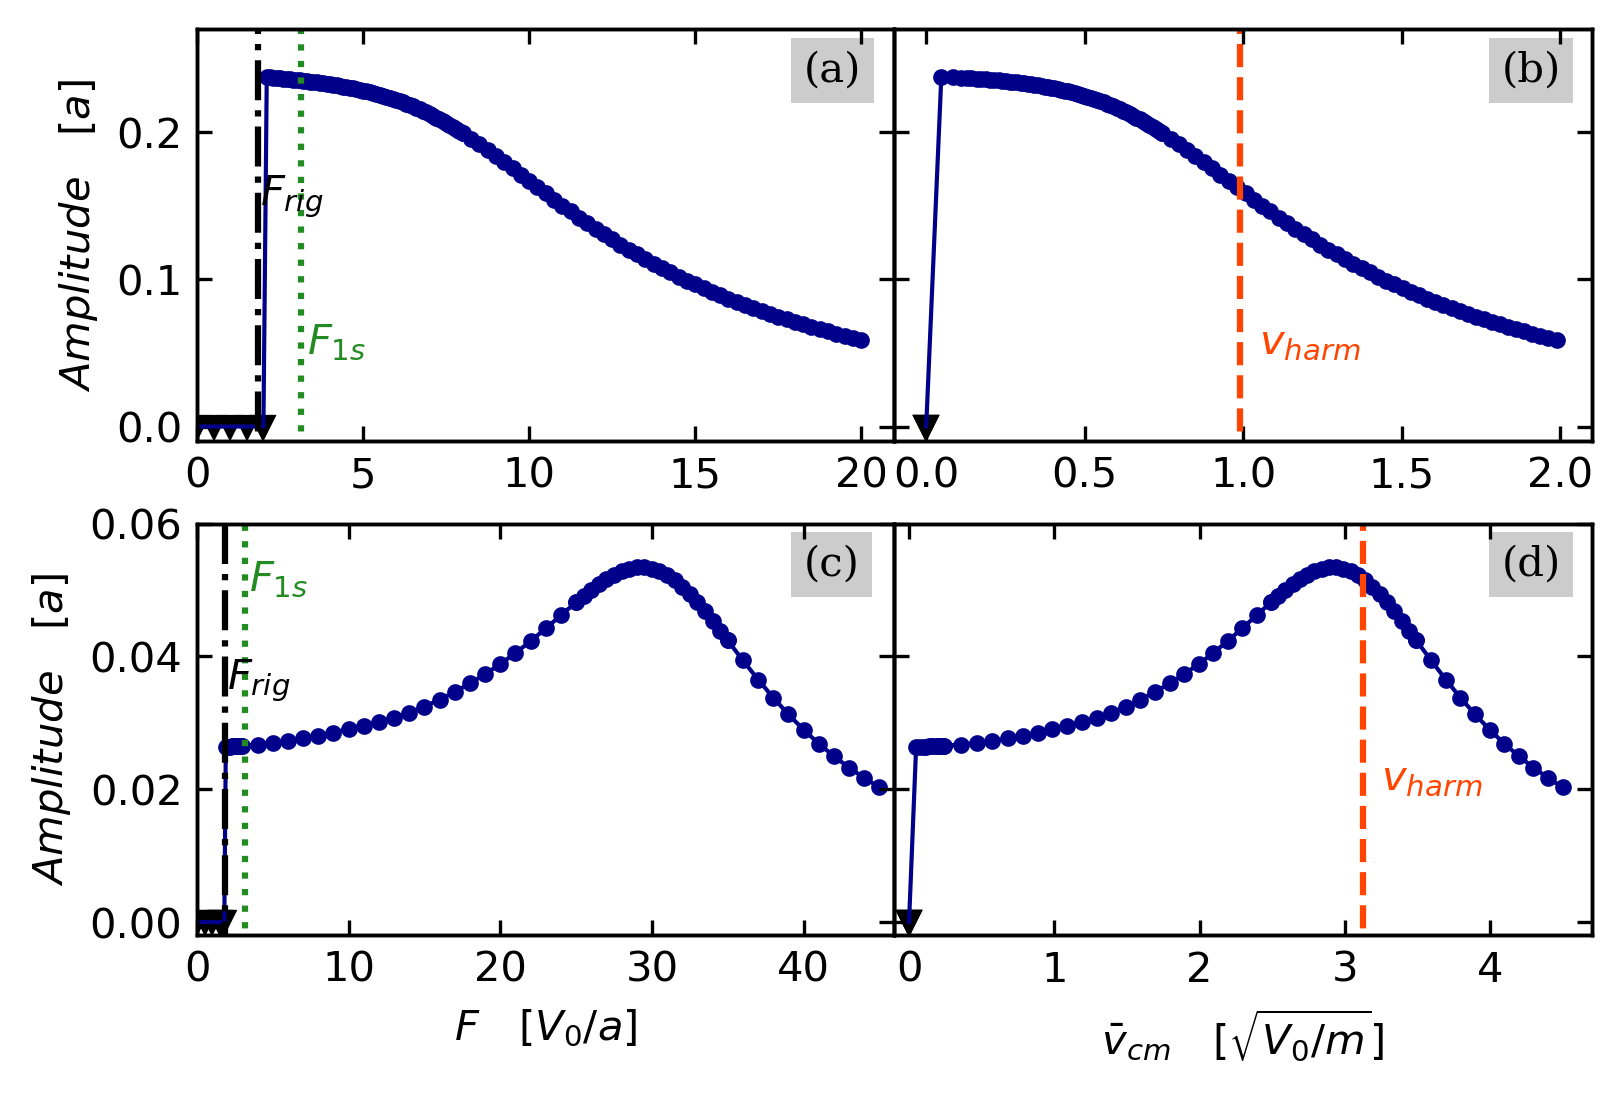 (a)
(b)
Amplitude [a]
0.2
0.1
0.0
F_rig
F_1s
v_harm
0 5 10 15 20
0.0 0.5 1.0 1.5 2.0
(c)
(d)
Amplitude [a]
0.06
0.04
0.02
0.00
F_1s
F_rig
v_harm
0 10 20 30 40
0 1 2 3 4
F [V_0/a]
v̄_cm [√V_0/m]